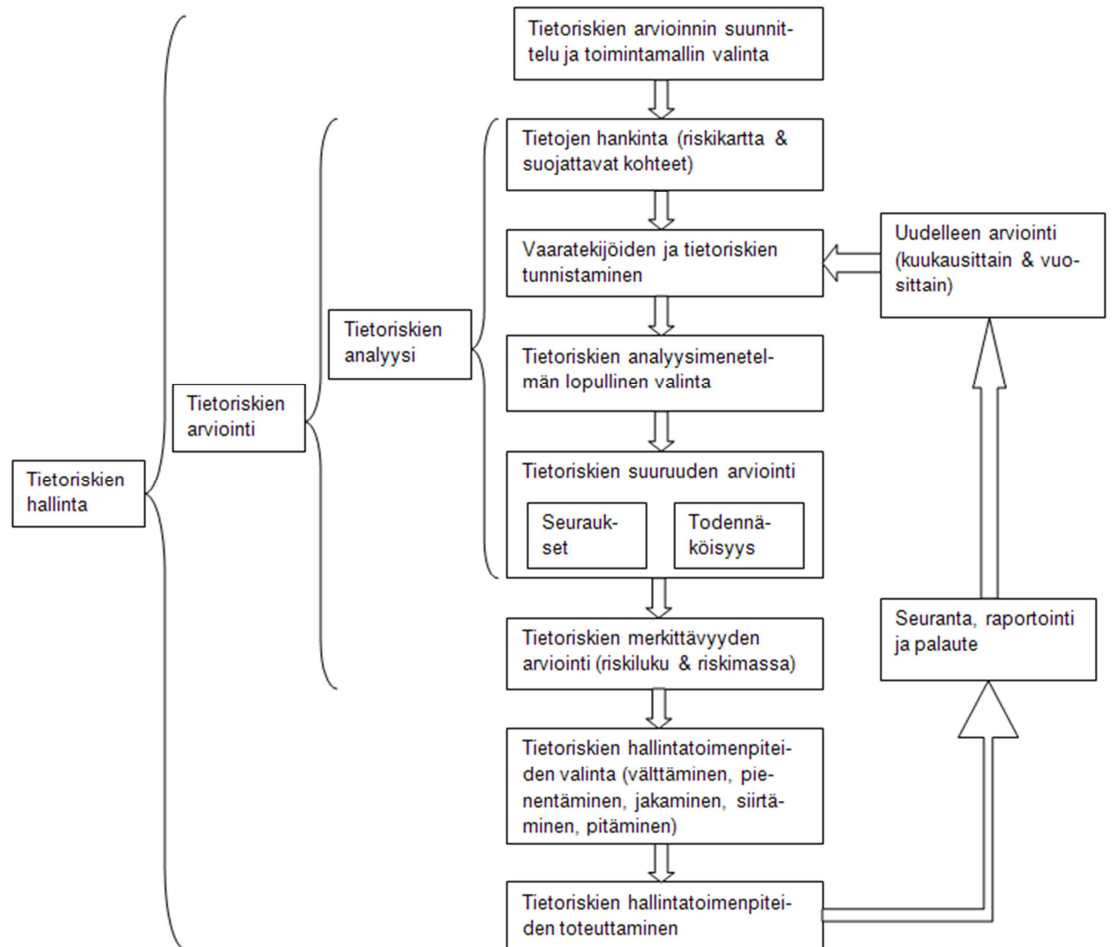 Tietoriskien arvioinnin suunnit-
telu ja toimintamallin valinta
Tietojen hankinta (riskikartta &
suojattavat kohteet)
Vaaratekijöiden ja tietoriskien
tunnistaminen
Uudelleen arviointi
(kuukausittain & vuo-
sittain)
Tietoriskien
analyysi
Tietoriskien analyysimenetel-
män lopullinen valinta
Tietoriskien
arviointi
Tietoriskien
hallinta
Tietoriskien suuruuden arviointi
Seurauk-
set
Todennä-
köisyys
Tietoriskien merkittävyyden
arviointi (riskiluku & riskimassa)
Seuranta, raportointi
ja palaute
Tietoriskien hallintatoimenpitei-
den valinta (välttäminen, pie-
nentäminen, jakaminen, siirtä-
minen, pitäminen)
Tietoriskien hallintatoimenpitei-
den toteuttaminen